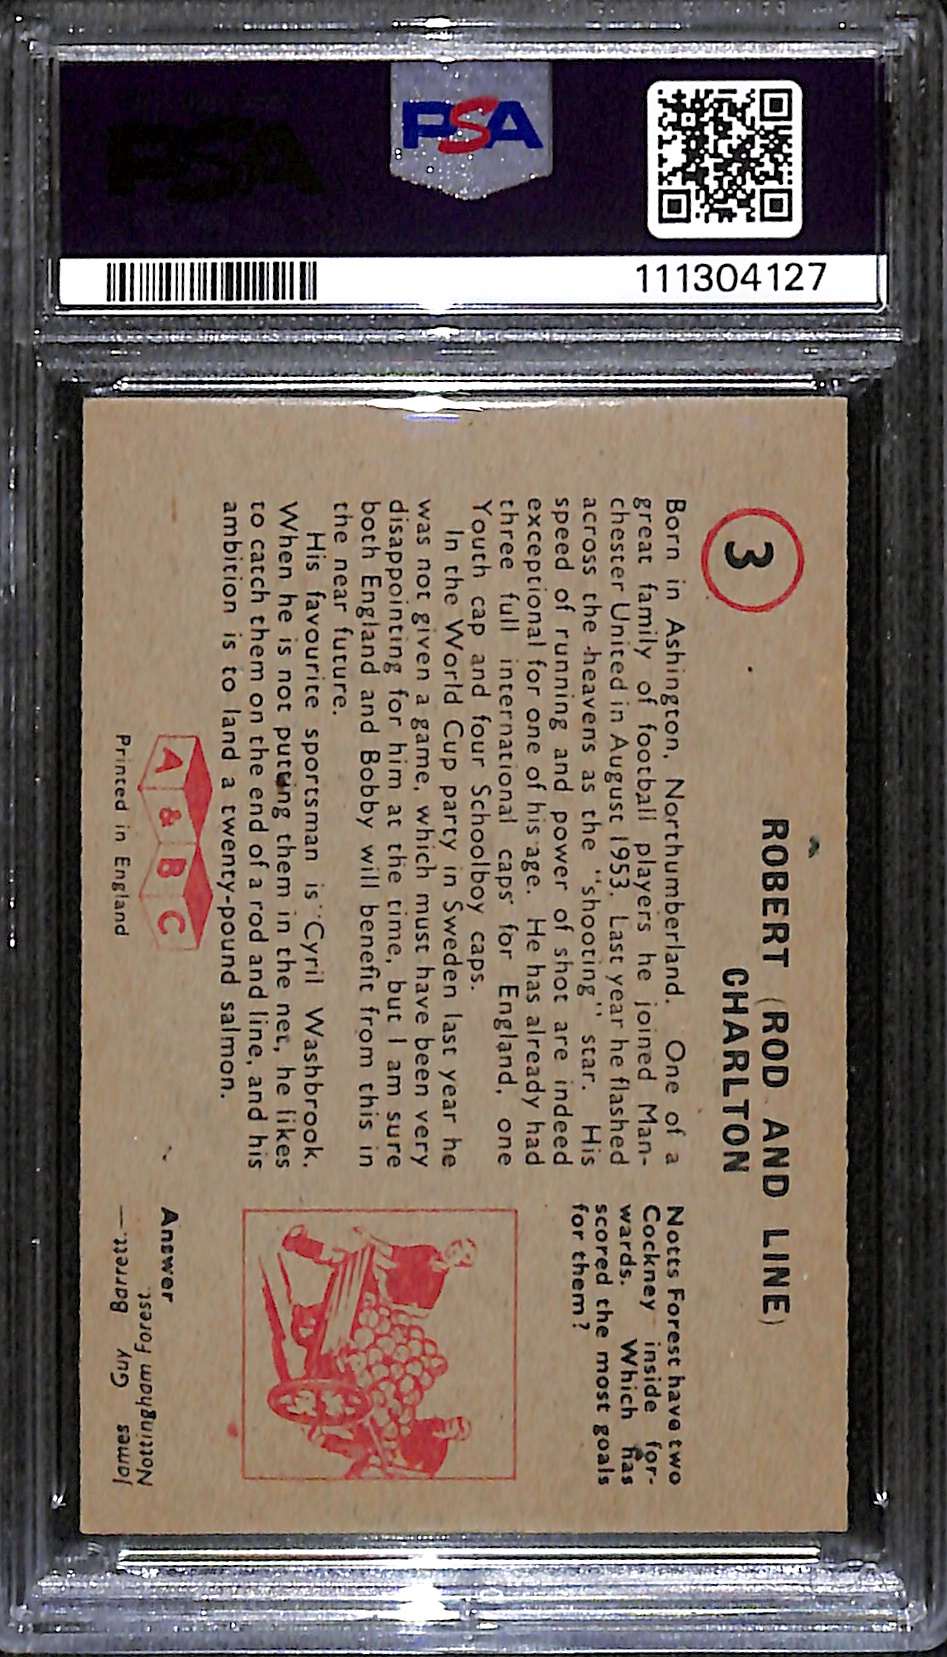 PSA
PSA
111304127
3
ROBERT (ROD AND LINE)
CHARLTON
Born in Ashington, Northumberland. One of a
great family of football players he joined Man-
chester United in August 1953. Last year he flashed
across the heavens as the "shooting" star. His
speed of running and power of shot are indeed
exceptional for one of his age. He has already had
three full international caps for England, one
Youth cap and four Schoolboy caps.
In the World Cup party in Sweden last year he
was not given a game, which must have been very
disappointing for him at the time, but I am sure
both England and Bobby will benefit from this in
the near future.
His favourite sportsman is Cyril Washbrook.
When he is not putting them in the net, he likes
to catch them on the end of a rod and line, and his
ambition is to land a twenty-pound salmon.
A & B C
Printed in England
Notts Forest have two
Cockney inside for-
wards. Which has
scored the most goals
for them?
Answer
Nottingham Forest.
James Guy Barrett—